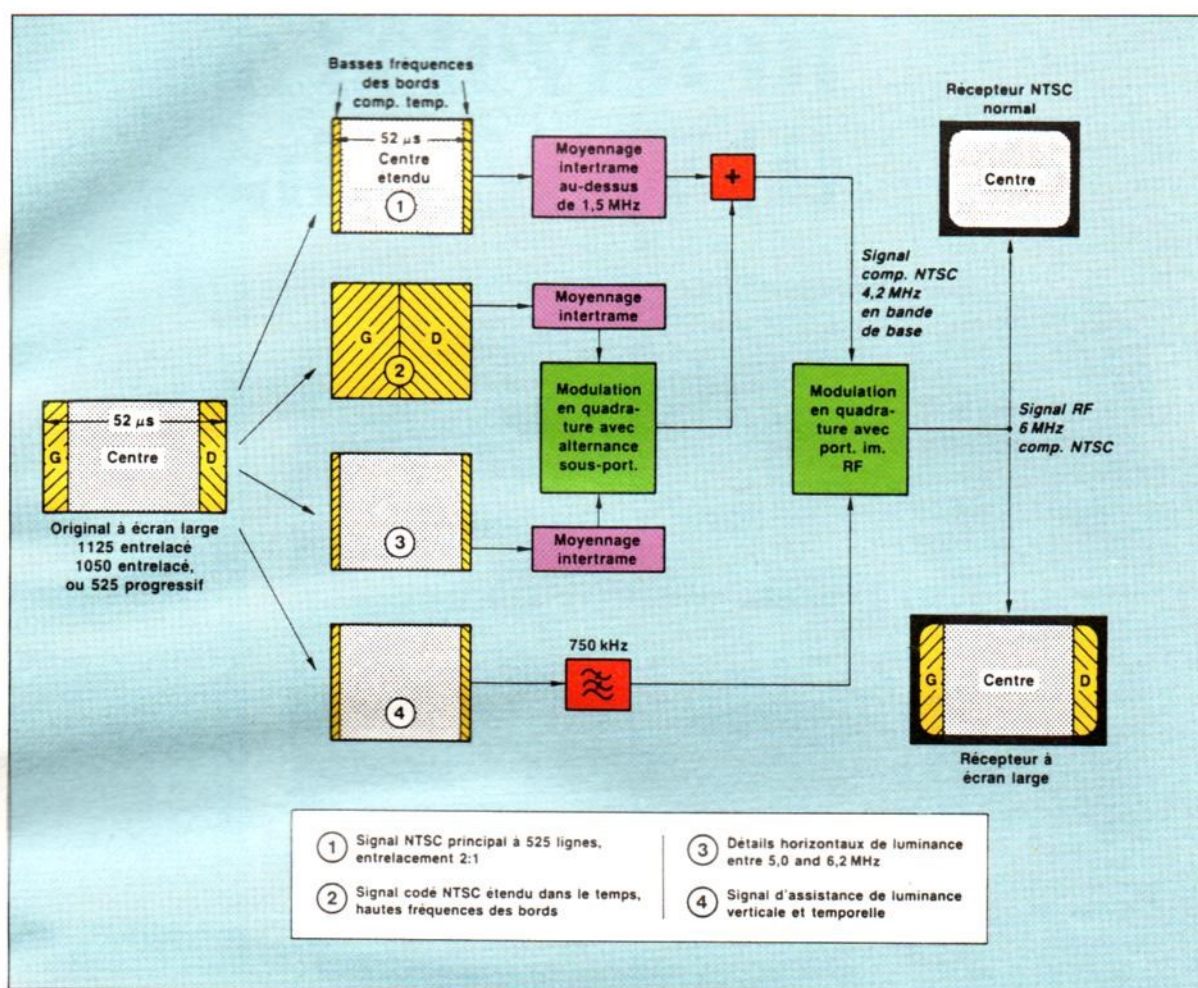 Basses fréquences
des bords
comp. temp.
52 µs
Centre
etendu
1
Moyennage
intertrame
au-dessus
de 1,5 MHz
+
Récepteur NTSC
normal
Centre
Signal
comp. NTSC
4,2 MHz
en bande
de base
G
D
2
Moyennage
intertrame
Modulation
en quadra-
ture avec
alternance
sous-port.
Modulation
en quadra-
ture avec
port. im.
RF
Signal RF
6 MHz
comp. NTSC
52 µs
G
Centre
D
Original à écran large
1125 entrelacé
1050 entrelacé,
ou 525 progressif
3
Moyennage
intertrame
4
750 kHz
G
Centre
D
Récepteur à
écran large
1 Signal NTSC principal à 525 lignes,
entrelacement 2:1
2 Signal codé NTSC étendu dans le temps,
hautes fréquences des bords
3 Détails horizontaux de luminance
entre 5,0 and 6,2 MHz
4 Signal d'assistance de luminance
verticale et temporelle